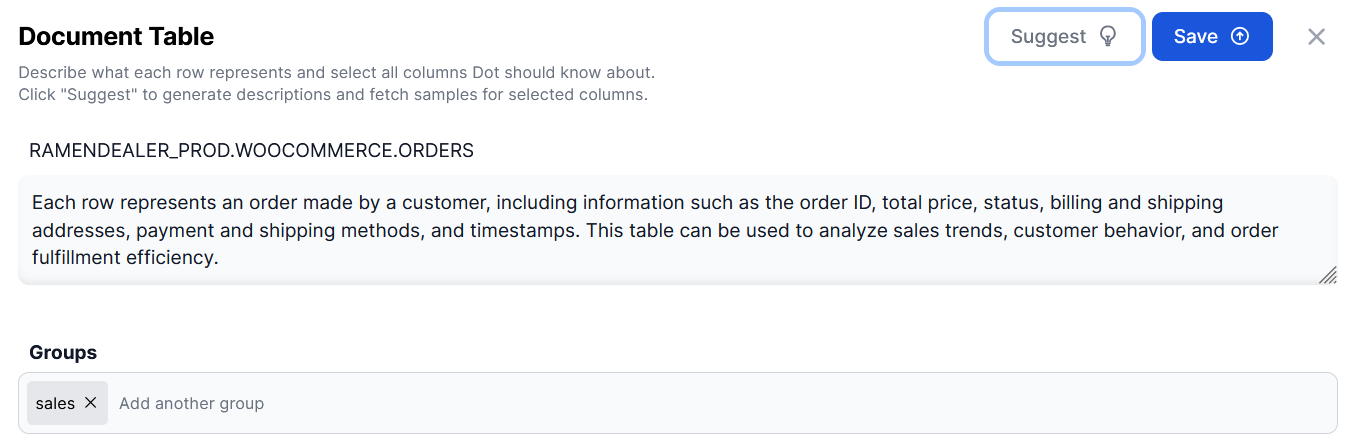 Document Table
Suggest
Save
Describe what each row represents and select all columns Dot should know about.
Click "Suggest" to generate descriptions and fetch samples for selected columns.
RAMENDEALER_PROD.WOOCOMMERCE.ORDERS
Each row represents an order made by a customer, including information such as the order ID, total price, status, billing and shipping
addresses, payment and shipping methods, and timestamps. This table can be used to analyze sales trends, customer behavior, and order
fulfillment efficiency.
Groups
sales
Add another group